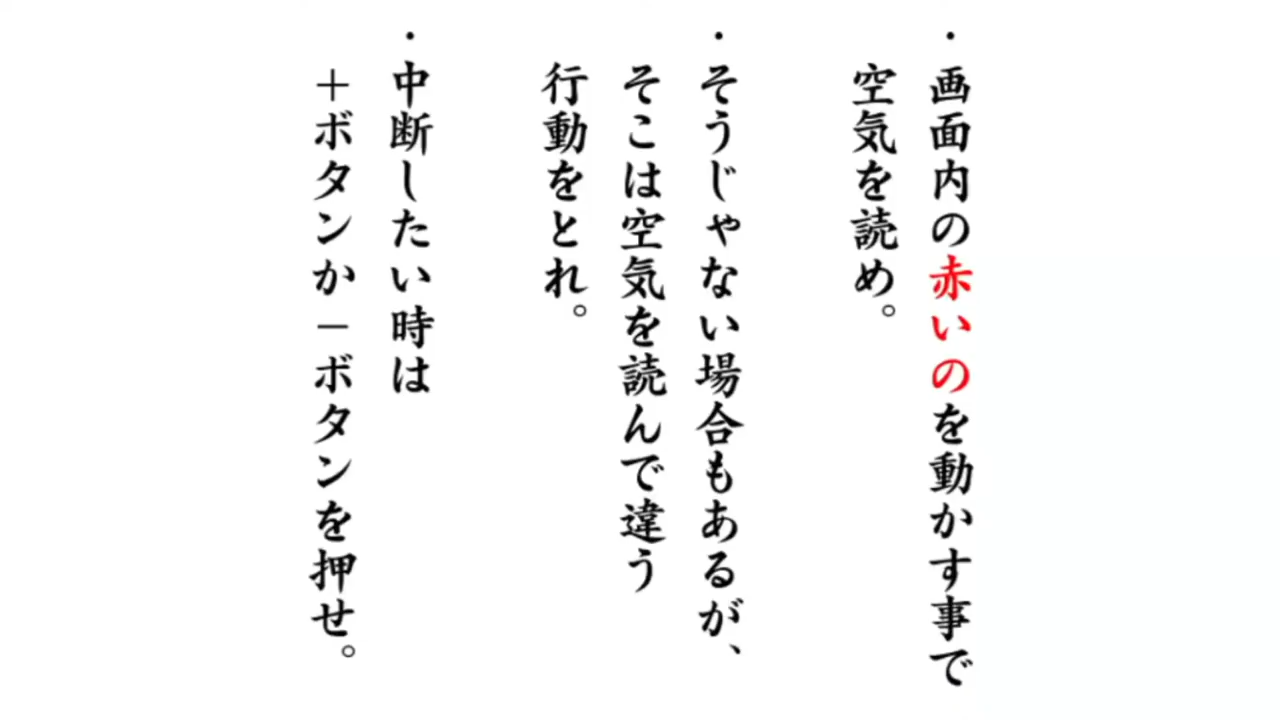 ・画面内の赤いのを動かす事で
空気を読め。
・そうじゃない場合もあるが、
そこは空気を読んで違う
行動をとれ。
・中断したい時は
＋ボタンか－ボタンを押せ。